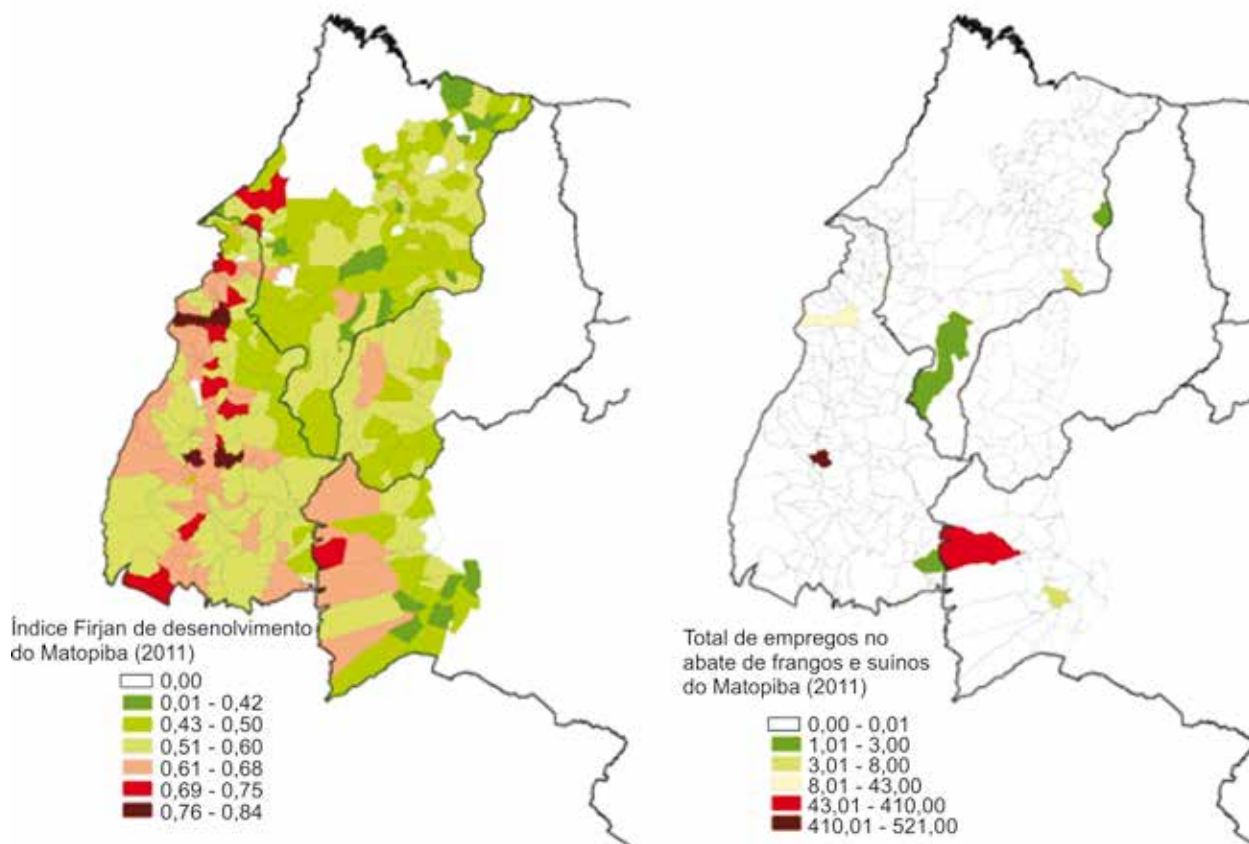 Índice Firjan de desenolvimento
do Matopiba (2011)
0,00
0,01 - 0,42
0,43 - 0,50
0,51 - 0,60
0,61 - 0,68
0,69 - 0,75
0,76 - 0,84
Total de empregos no
abate de frangos e suinos
do Matopiba (2011)
0,00 - 0,01
1,01 - 3,00
3,01 - 8,00
8,01 - 43,00
43,01 - 410,00
410,01 - 521,00